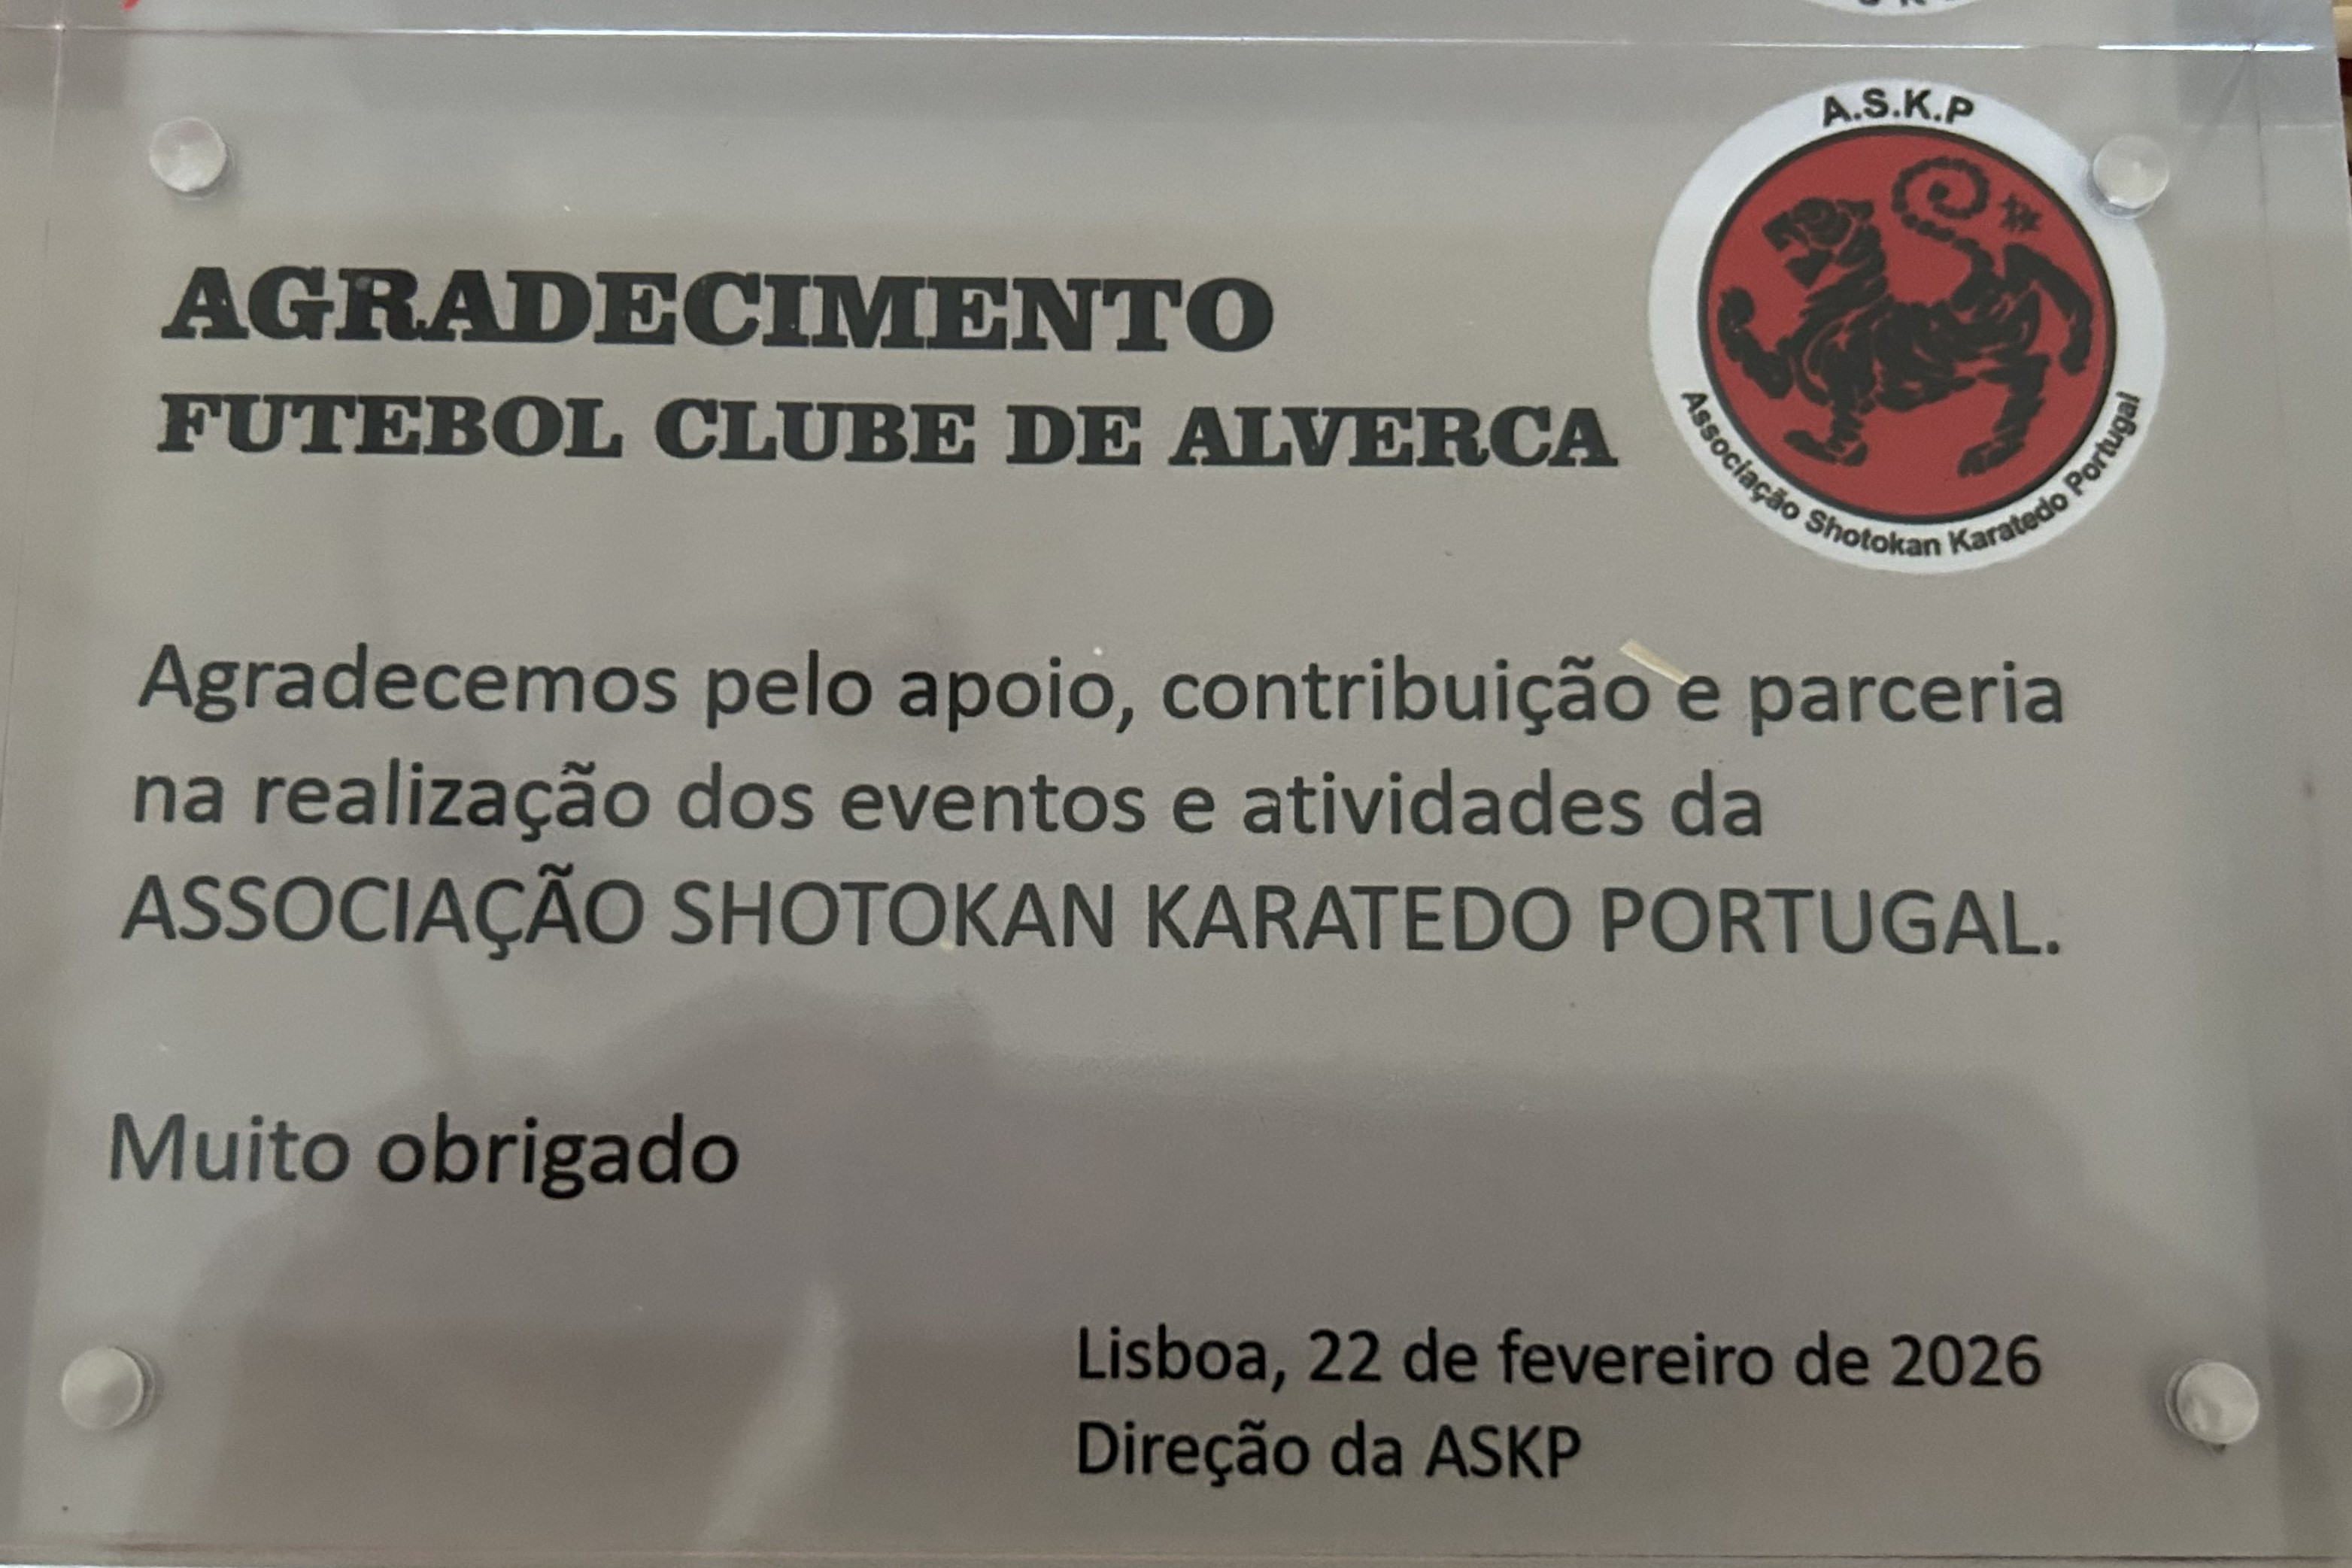 A.S.K.P
AGRADECIMENTO
FUTEBOL CLUBE DE ALVERCA
Associação Shotokan Karatedo Portugal
Agradecemos pelo apoio, contribuição e parceria
na realização dos eventos e atividades da
ASSOCIAÇÃO SHOTOKAN KARATEDO PORTUGAL.
Muito obrigado
Lisboa, 22 de fevereiro de 2026
Direção da ASKP